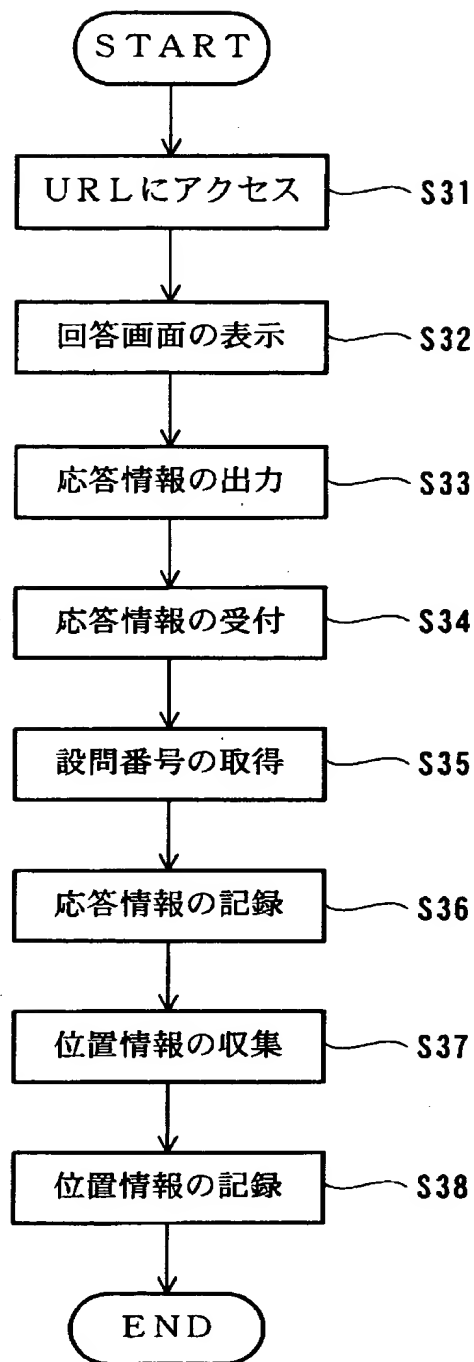 START
URLにアクセス S31
回答画面の表示 S32
応答情報の出力 S33
応答情報の受付 S34
設問番号の取得 S35
応答情報の記録 S36
位置情報の収集 S37
位置情報の記録 S38
END